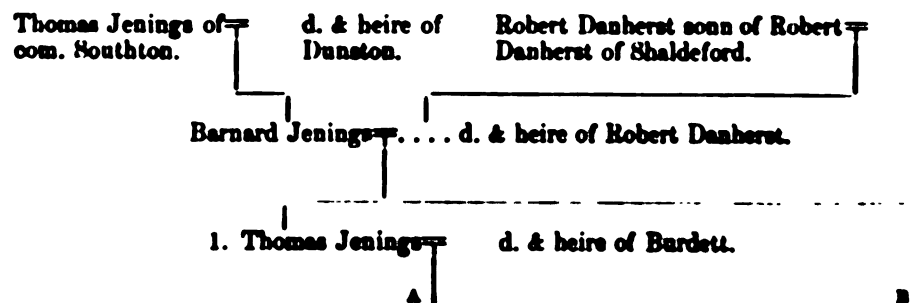 Thomas Jenings of d. & heire of Robert Danherst sonn of Robert
com. Southton. Dunston. Danherst of Shaldeford.
Barnard Jenings .... d. & heire of Robert Danherst.
1. Thomas Jenings d. & heire of Burdett.
A B